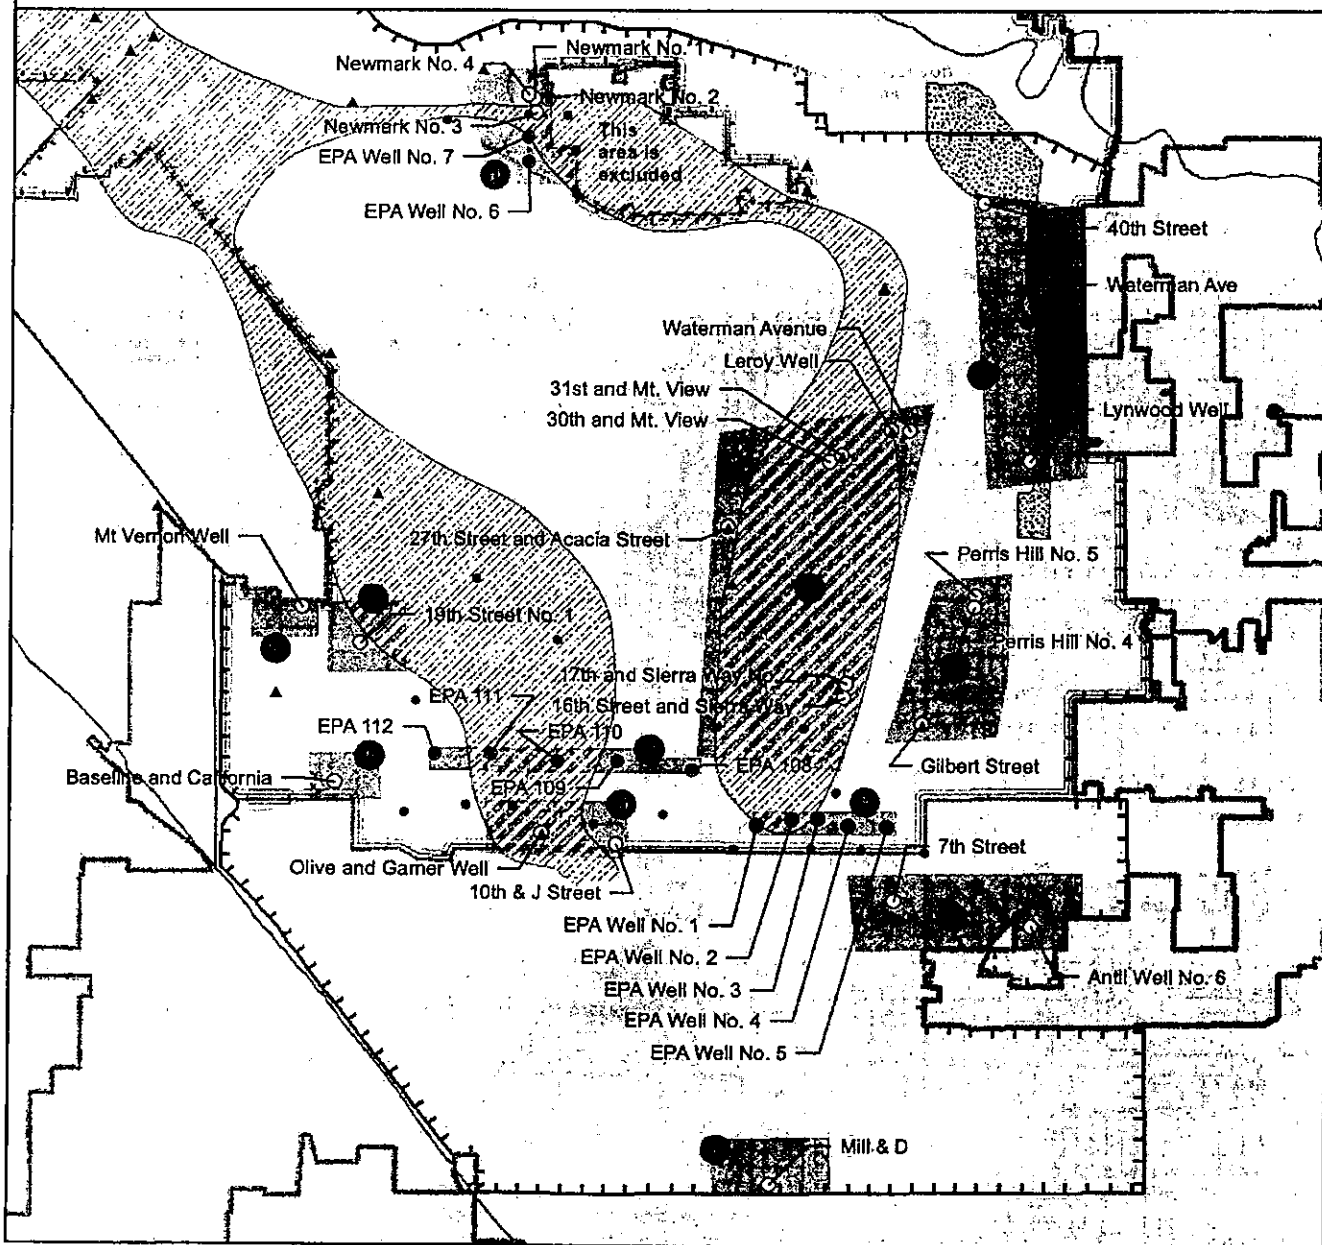 Newmark No. 1
Newmark No. 4
Newmark No. 2
Newmark No. 3
This
area is
excluded
EPA Well No. 7
EPA Well No. 6
40th Street
Waterman Ave
Waterman Avenue
Leroy Well
31st and Mt. View
30th and Mt. View
Lynwood Well
Mt Vernon Well
27th Street and Acacia Street
Perris Hill No. 5
19th Street No. 1
Perris Hill No. 4
17th and Sierra Way No
EPA 111
16th Street and Sierra Way
EPA 112
EPA 110
EPA 108
Gilbert Street
Baseline and California
EPA 109
7th Street
Olive and Garner Well
10th & J Street
EPA Well No. 1
EPA Well No. 2
EPA Well No. 3
Antil Well No. 6
EPA Well No. 4
EPA Well No. 5
Mill & D